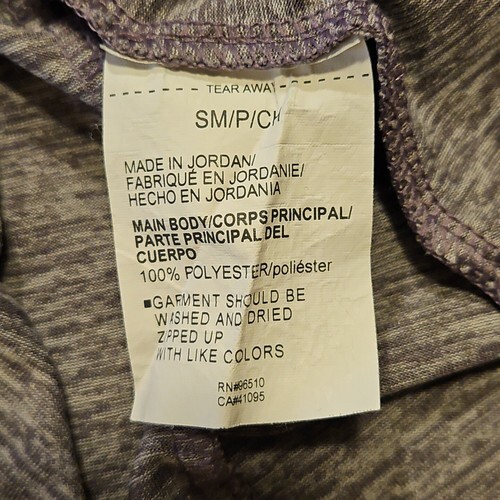 TEAR AWAY
SM/P/CH
MADE IN JORDAN/
FABRIQUÉ EN JORDANIE/
HECHO EN JORDANIA
MAIN BODY/CORPS PRINCIPAL/
PARTE PRINCIPAL DEL
CUERPO
100% POLYESTER/poliéster
■GARMENT SHOULD BE
WASHED AND DRIED
ZIPPED UP
WITH LIKE COLORS
RN#96510
CA#41095